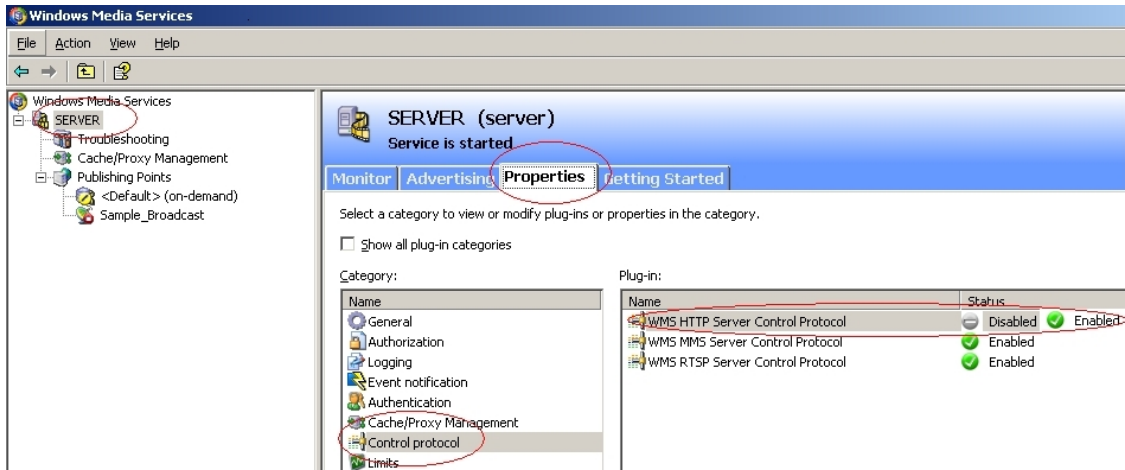 Windows Media Services
File Action View Help
Windows Media Services
SERVER
Troubleshooting
Cache/Proxy Management
Publishing Points
<Default> (on-demand)
Sample_Broadcast
SERVER (server)
Service is started
Monitor Advertising Properties Getting Started
Select a category to view or modify plug-ins or properties in the category.
Show all plug-in categories
Category:
Name
General
Authorization
Logging
Event notification
Authentication
Cache/Proxy Management
Control protocol
Limits
Plug-in:
Name Status
WMS HTTP Server Control Protocol Disabled Enabled
WMS MMS Server Control Protocol Enabled
WMS RTSP Server Control Protocol Enabled